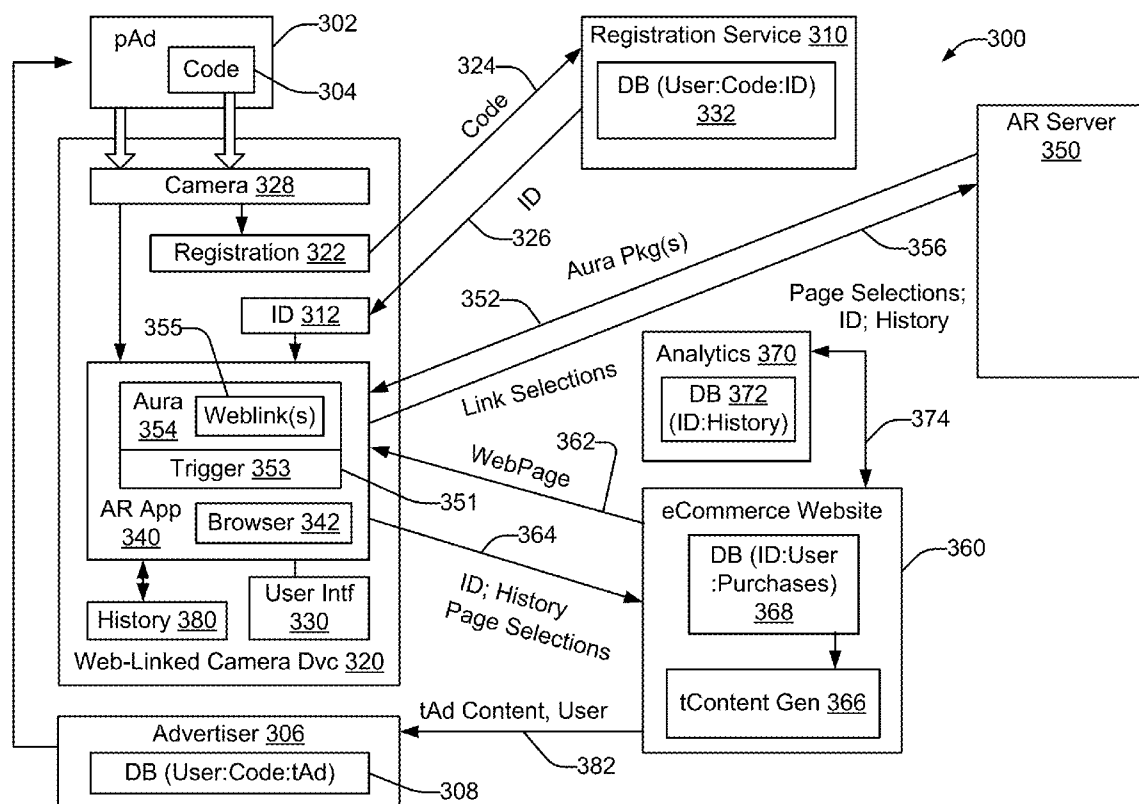 pAd
302
Code
304
Registration Service 310
DB (User:Code:ID)
332
300
324
Code
AR Server
350
Camera 328
Registration 322
ID
326
Aura Pkg(s)
356
352
ID 312
Page Selections;
ID; History
355
Aura
354
Weblink(s)
Link Selections
Analytics 370
DB 372
(ID:History)
374
Trigger 353
351
362
WebPage
AR App
340
Browser 342
364
eCommerce Website
360
DB (ID:User
:Purchases)
368
ID; History
Page Selections
History 380
User Intf
330
Web-Linked Camera Dvc 320
tContent Gen 366
tAd Content, User
382
Advertiser 306
DB (User:Code:tAd)
308